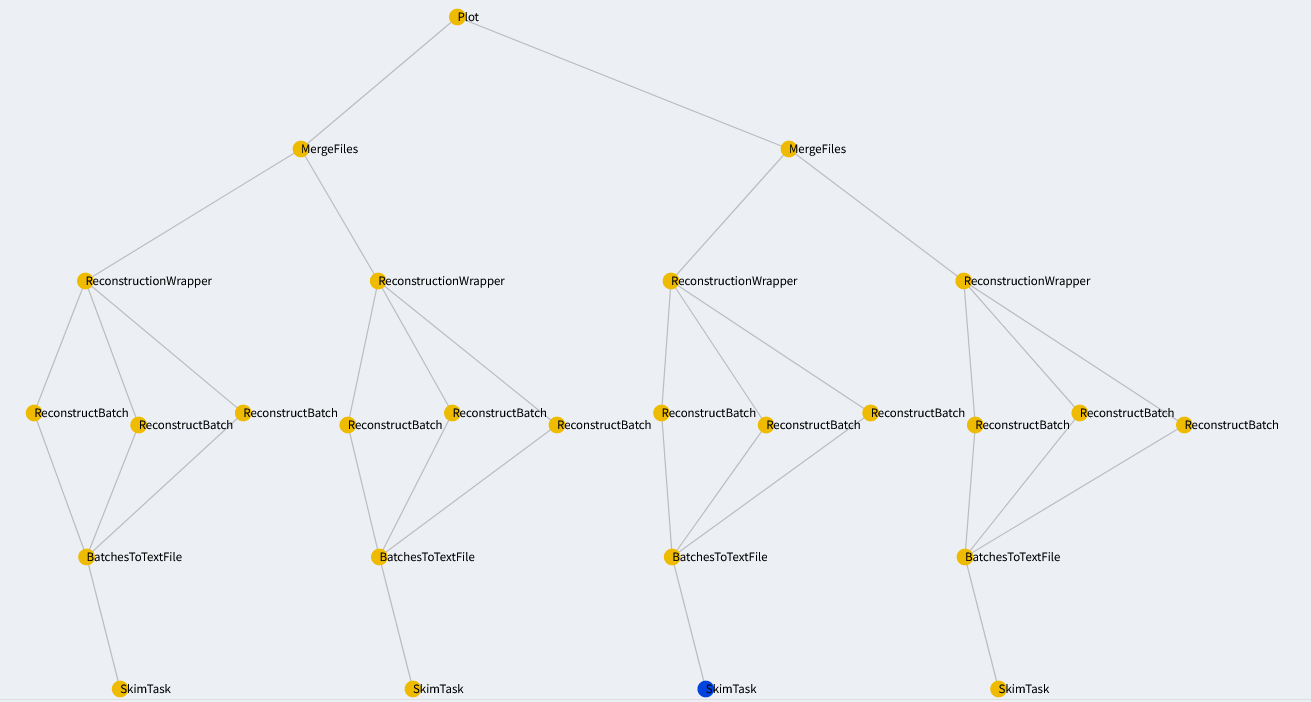 Plot
MergeFiles
MergeFiles
ReconstructionWrapper
ReconstructionWrapper
ReconstructionWrapper
ReconstructionWrapper
ReconstructBatch
ReconstructBatch
ReconstructBatch
ReconstructBatch
ReconstructBatch
ReconstructBatch
ReconstructBatch
ReconstructBatch
ReconstructBatch
ReconstructBatch
ReconstructBatch
ReconstructBatch
BatchesToTextFile
BatchesToTextFile
BatchesToTextFile
BatchesToTextFile
SkimTask
SkimTask
SkimTask
SkimTask